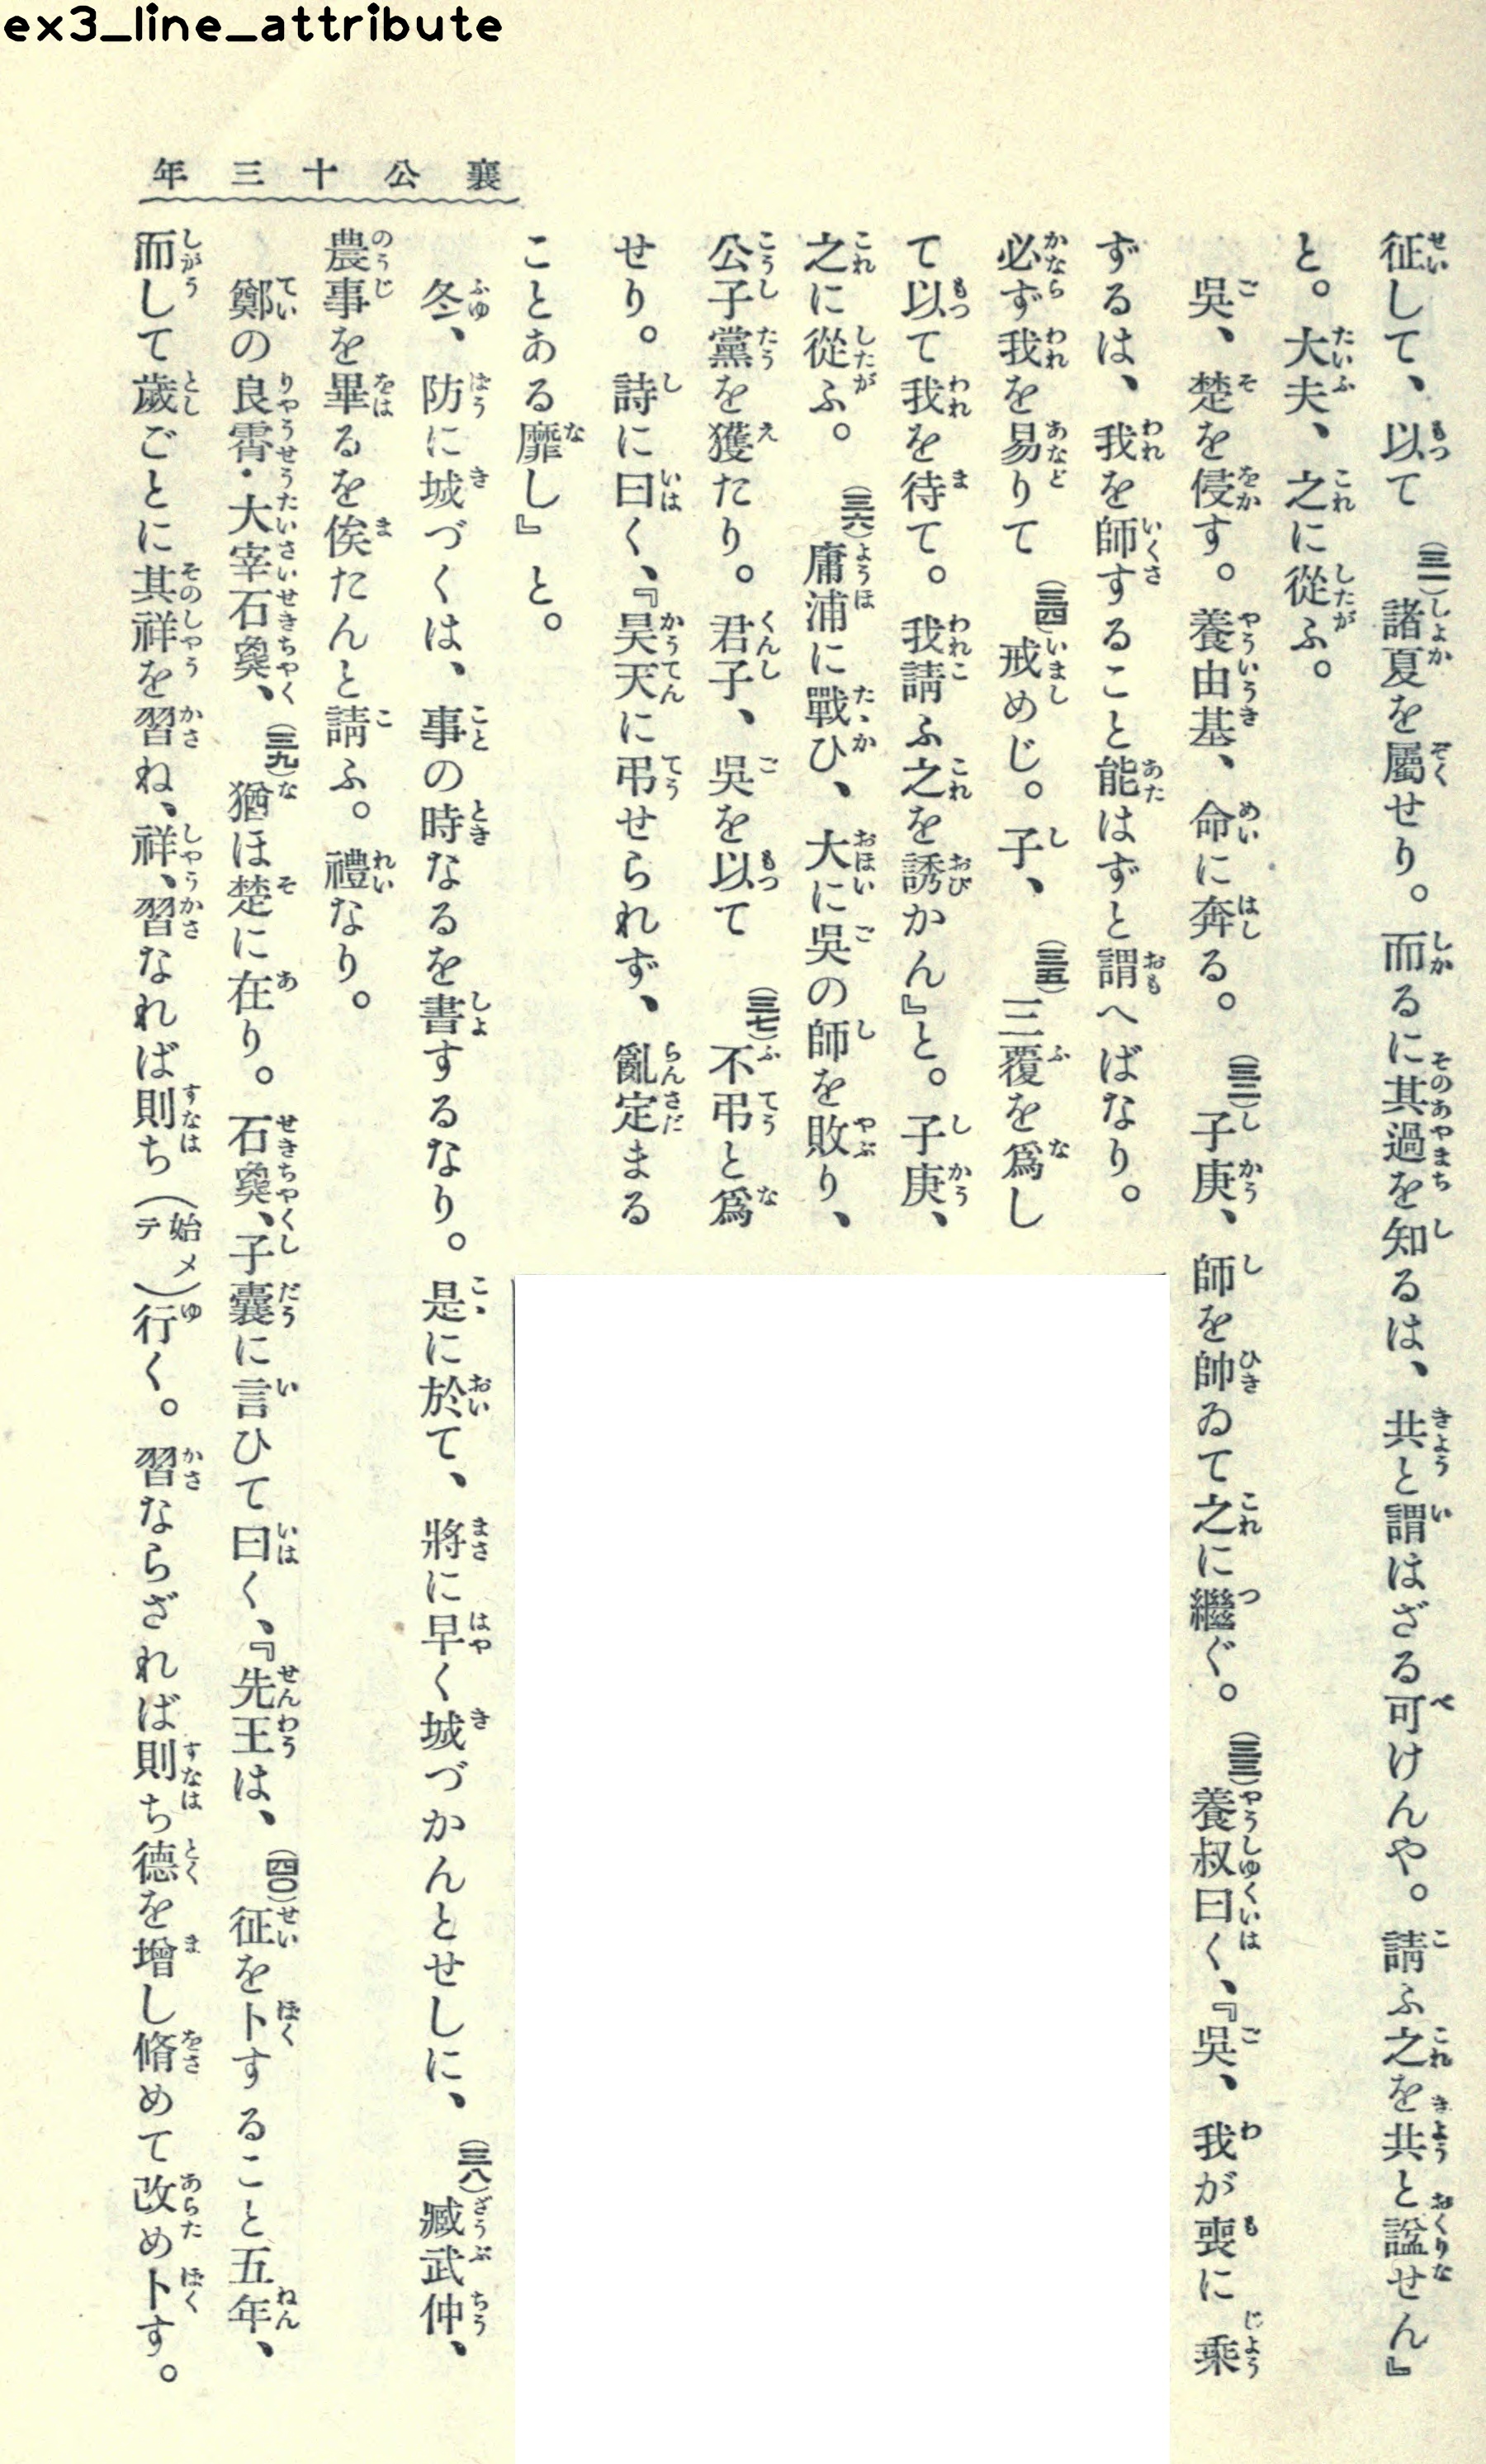 ex3_line_attribute
襄公十三年
征して、以て(三一)諸夏を屬せり。而るに其過を知るは、共と謂はざる可けんや。請ふ之を共と諡せん』
と。大夫、之に從ふ。
吳、楚を侵す。養由基、命に奔る。(三二)子庚、師を帥ゐて之に繼ぐ。(三三)養叔曰く、『吳、我が喪に乘
ずるは、我を師すること能はずと謂へばなり。
必ず我を易りて(三四)戒めじ。子、(三五)三覆を爲し
て以て我を待て。我請ふ之を誘かん』と。子庚、
之に從ふ。(三六)庸浦に戰ひ、大に吳の師を敗り、
公子黨を獲たり。君子、吳を以て(三七)不弔と爲
せり。詩に曰く、『昊天に弔せられず、亂定まる
ことある靡し』と。
冬、防に城づくは、事の時なるを書するなり。是に於て、將に早く城づかんとせしに、(三八)臧武仲、
農事を畢るを俟たんと請ふ。禮なり。
鄭の良霄・大宰石㚟、(三九)猶ほ楚に在り。石㚟、子囊に言ひて曰く、『先王は、(四〇)征を卜すること五年、
而して歲ごとに其祥を習ね、祥、習なれば則ち(始メテ)行く。習ならざれば則ち德を增し脩めて改め卜す。